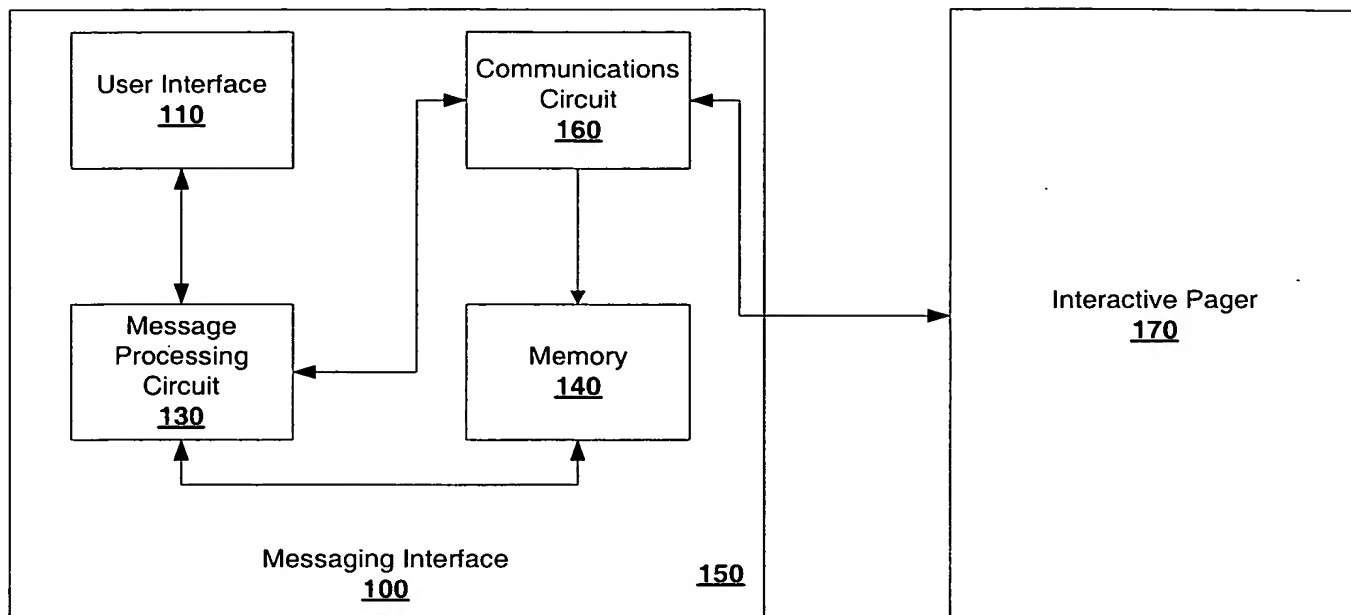 User Interface
110
Communications
Circuit
160
Message
Processing
Circuit
130
Memory
140
Interactive Pager
170
Messaging Interface
100
150